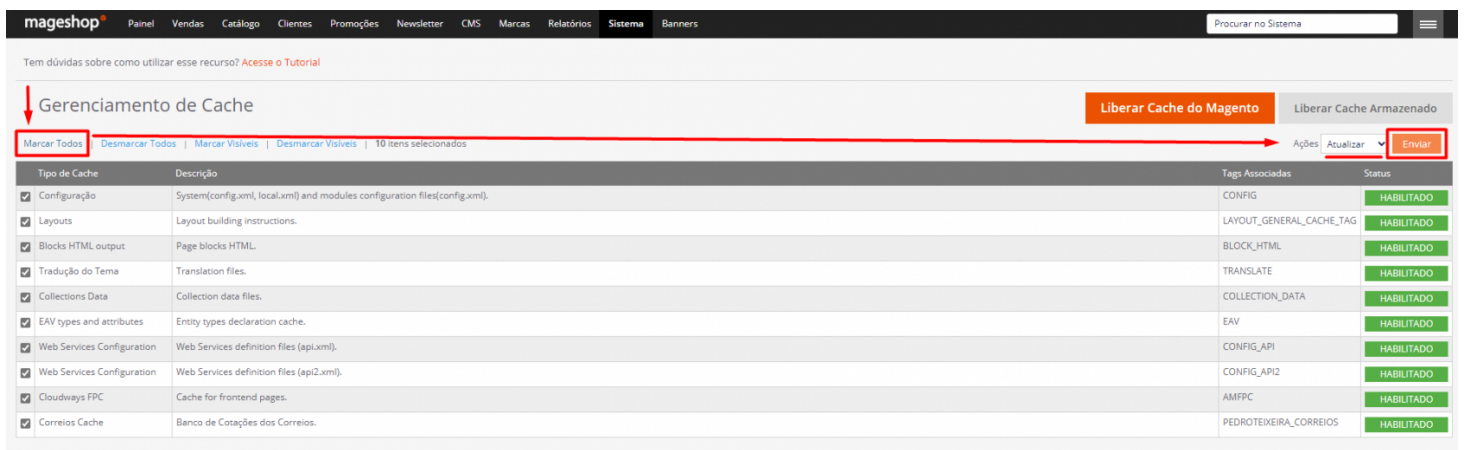 mageshop Painel Vendas Catálogo Clientes Promoções Newsletter CMS Marcas Relatórios Sistema Banners Procurar no Sistema
Tem dúvidas sobre como utilizar esse recurso? Acesse o Tutorial
Gerenciamento de Cache Liberar Cache do Magento Liberar Cache Armazenado
Marcar Todos | Desmarcar Todos | Marcar Visíveis | Desmarcar Visíveis | 10 itens selecionados Ações Atualizar Enviar
Tipo de Cache Descrição Tags Associadas Status
Configuração System(config.xml, local.xml) and modules configuration files(config.xml). CONFIG HABILITADO
Layouts Layout building instructions. LAYOUT_GENERAL_CACHE_TAG HABILITADO
Blocks HTML output Page blocks HTML. BLOCK_HTML HABILITADO
Tradução do Tema Translation files. TRANSLATE HABILITADO
Collections Data Collection data files. COLLECTION_DATA HABILITADO
EAV types and attributes Entity types declaration cache. EAV HABILITADO
Web Services Configuration Web Services definition files (api.xml). CONFIG_API HABILITADO
Web Services Configuration Web Services definition files (api2.xml). CONFIG_API2 HABILITADO
Cloudways FPC Cache for frontend pages. AMFPC HABILITADO
Correios Cache Banco de Cotações dos Correios. PEDROTEIXEIRA_CORREIOS HABILITADO